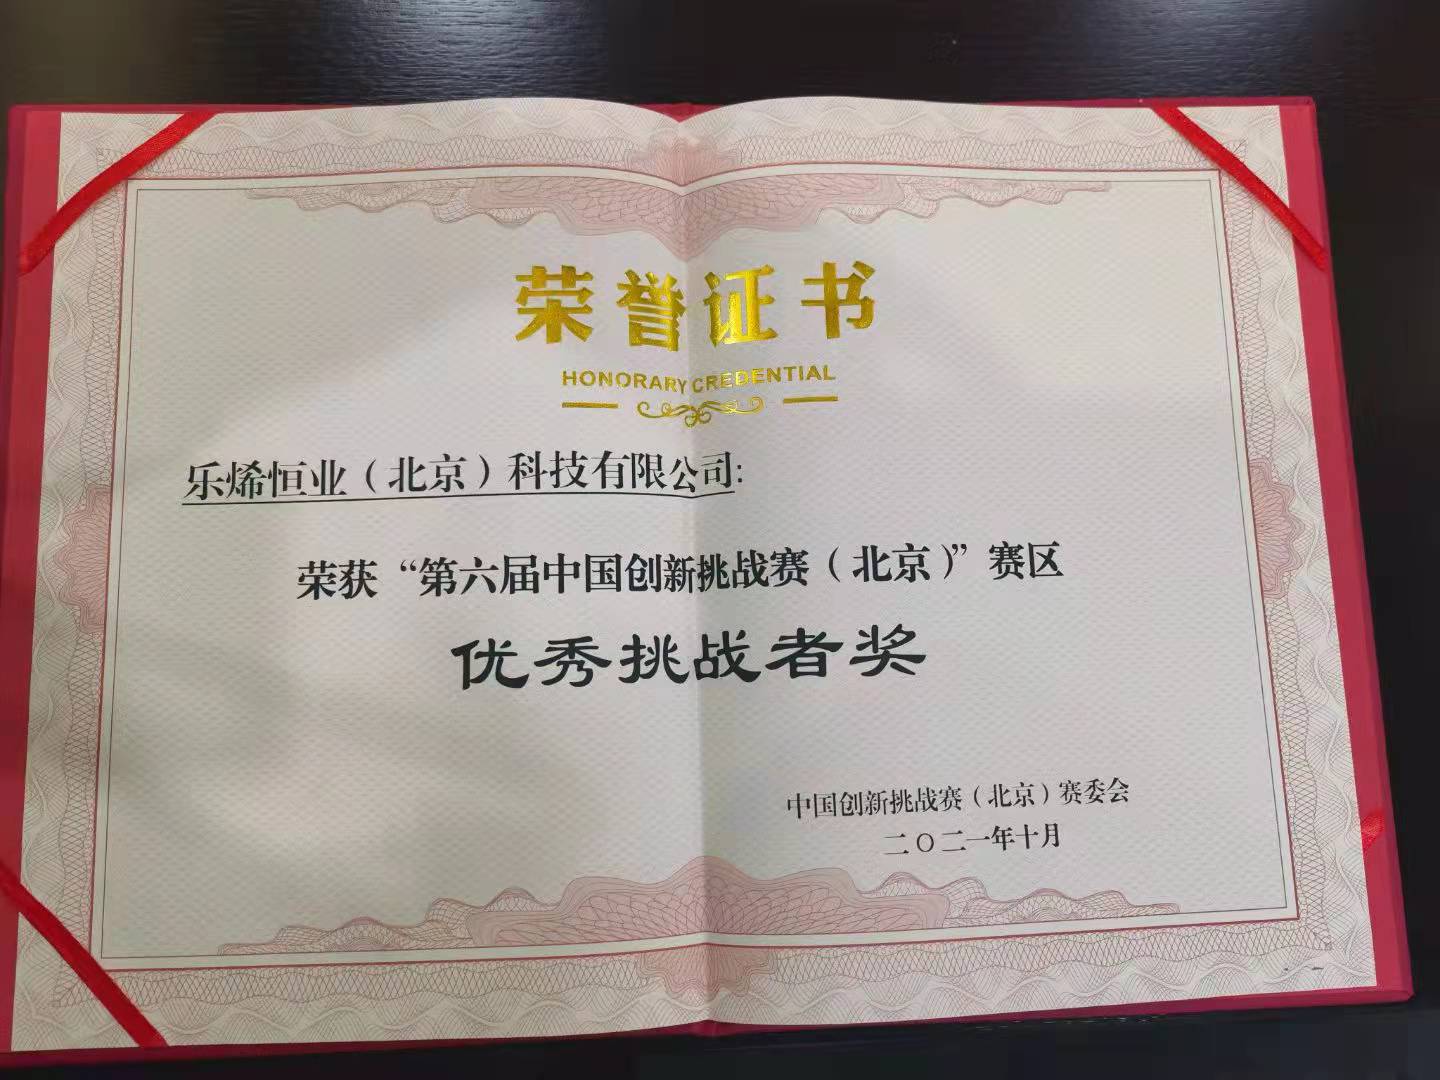 荣誉证书
HONORARY CREDENTIAL
乐烯恒业（北京）科技有限公司:
荣获“第六届中国创新挑战赛（北京）”赛区
优秀挑战者奖
中国创新挑战赛（北京）赛委会
二〇二一年十月